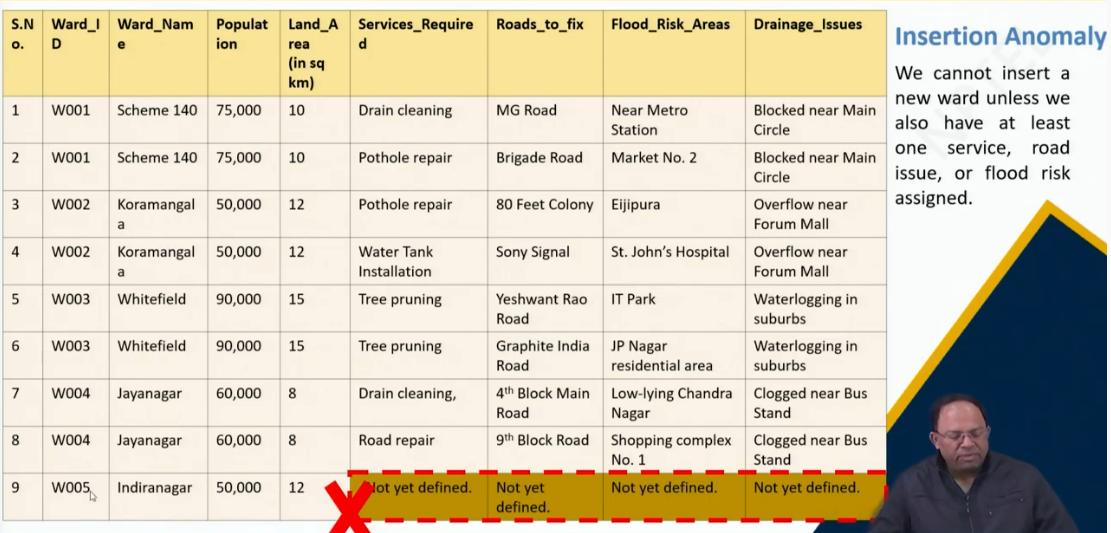 S.N Ward_I Ward_Nam Populat Land_A Services_Require Roads_to_fix Flood_Risk_Areas Drainage_Issues
o. D e ion rea d
(in sq
km)
1 W001 Scheme 140 75,000 10 Drain cleaning MG Road Near Metro Blocked near Main
Station Circle
2 W001 Scheme 140 75,000 10 Pothole repair Brigade Road Market No. 2 Blocked near Main
Circle
3 W002 Koramangal 50,000 12 Pothole repair 80 Feet Colony Eijipura Overflow near
a Forum Mall
4 W002 Koramangal 50,000 12 Water Tank Sony Signal St. John's Hospital Overflow near
a Installation Forum Mall
5 W003 Whitefield 90,000 15 Tree pruning Yeshwant Rao IT Park Waterlogging in
Road suburbs
6 W003 Whitefield 90,000 15 Tree pruning Graphite India JP Nagar Waterlogging in
Road residential area suburbs
7 W004 Jayanagar 60,000 8 Drain cleaning, 4th Block Main Low-lying Chandra Clogged near Bus
Road Nagar Stand
8 W004 Jayanagar 60,000 8 Road repair 9th Block Road Shopping complex Clogged near Bus
No. 1 Stand
9 W005 Indiranagar 50,000 12 Not yet defined. Not yet Not yet defined. Not yet defined.
defined.
Insertion Anomaly
We cannot insert a
new ward unless we
also have at least
one service, road
issue, or flood risk
assigned.